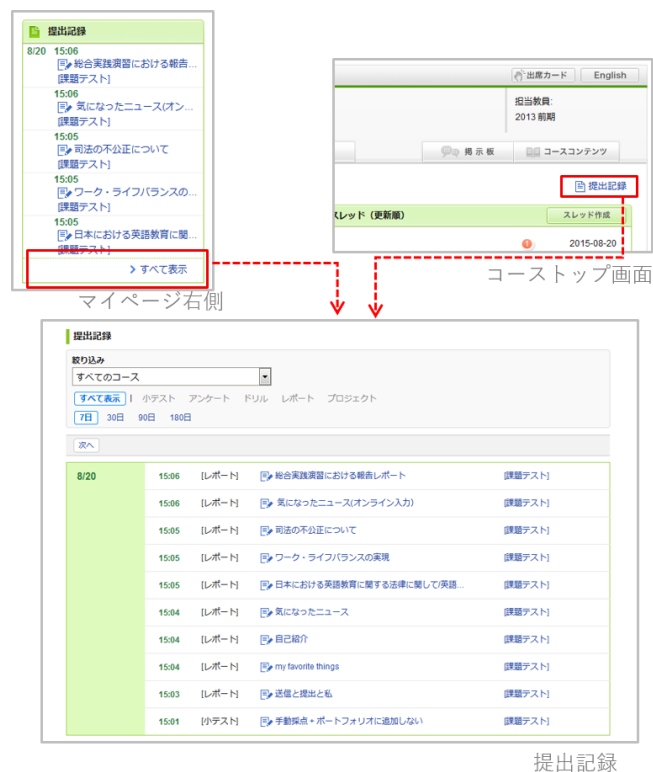 提出記録
8/20 15:06
総合実践演習における報告...
[課題テスト]
15:06
気になったニュース(オン...
[課題テスト]
15:05
司法の不公正について
[課題テスト]
15:05
ワーク・ライフバランスの...
[課題テスト]
15:05
日本における英語教育に関...
[課題テスト]
すべて表示
マイページ右側
出席カード English
担当教員:
2013 前期
掲示板 コースコンテンツ
提出記録
スレッド (更新順) スレッド作成
2015-08-20
コーストップ画面
提出記録
絞り込み
すべてのコース
すべて表示 | 小テスト アンケート ドリル レポート プロジェクト
7日 30日 90日 180日
次へ
8/20 15:06 [レポート] 総合実践演習における報告レポート [課題テスト]
15:06 [レポート] 気になったニュース(オンライン入力) [課題テスト]
15:05 [レポート] 司法の不公正について [課題テスト]
15:05 [レポート] ワーク・ライフバランスの実現 [課題テスト]
15:05 [レポート] 日本における英語教育に関する法律に関して/英語... [課題テスト]
15:04 [レポート] 気になったニュース [課題テスト]
15:04 [レポート] 自己紹介 [課題テスト]
15:04 [レポート] my favorite things [課題テスト]
15:03 [レポート] 送信と提出と私 [課題テスト]
15:01 [小テスト] 手動採点+ポートフォリオに追加しない [課題テスト]
提出記録